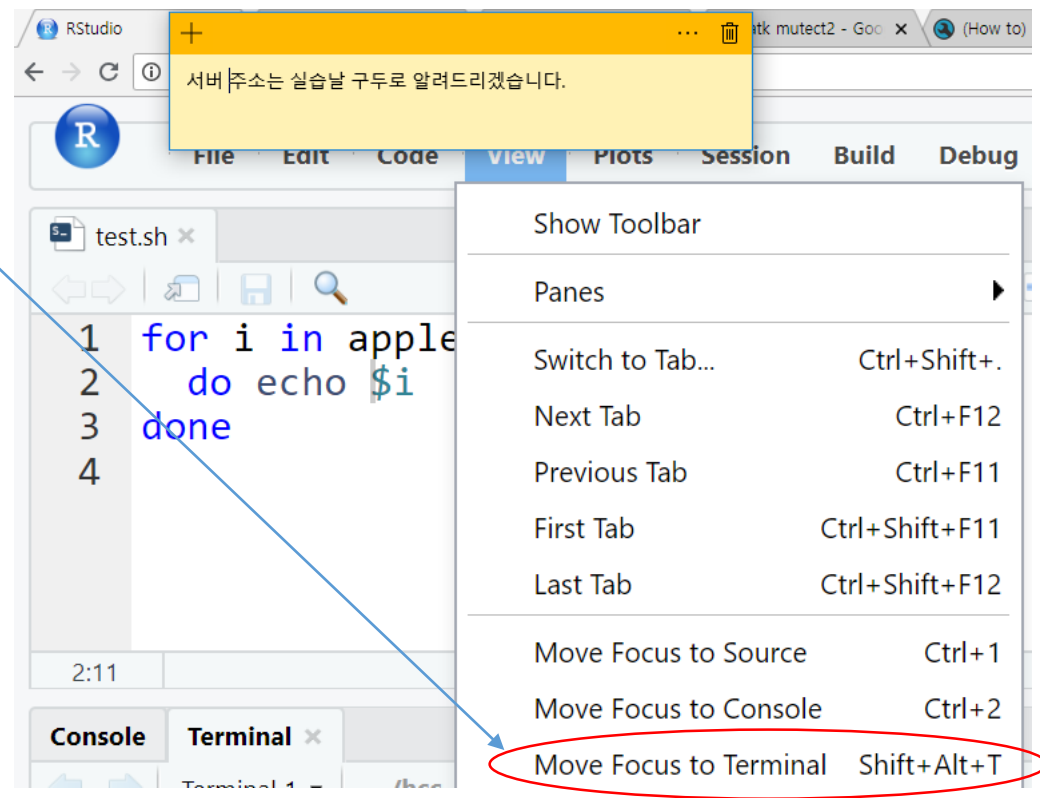 RStudio
atk mutect2 - Goo
(How to)
서버 주소는 실습날 구두로 알려드리겠습니다.
R
File Edit Code View Plots Session Build Debug
test.sh
Show Toolbar
Panes
1 for i in apple
2 do echo $i
3 done
4
Switch to Tab... Ctrl+Shift+.
Next Tab Ctrl+F12
Previous Tab Ctrl+F11
First Tab Ctrl+Shift+F11
Last Tab Ctrl+Shift+F12
Move Focus to Source Ctrl+1
2:11
Move Focus to Console Ctrl+2
Console Terminal
Move Focus to Terminal Shift+Alt+T
Terminal 1